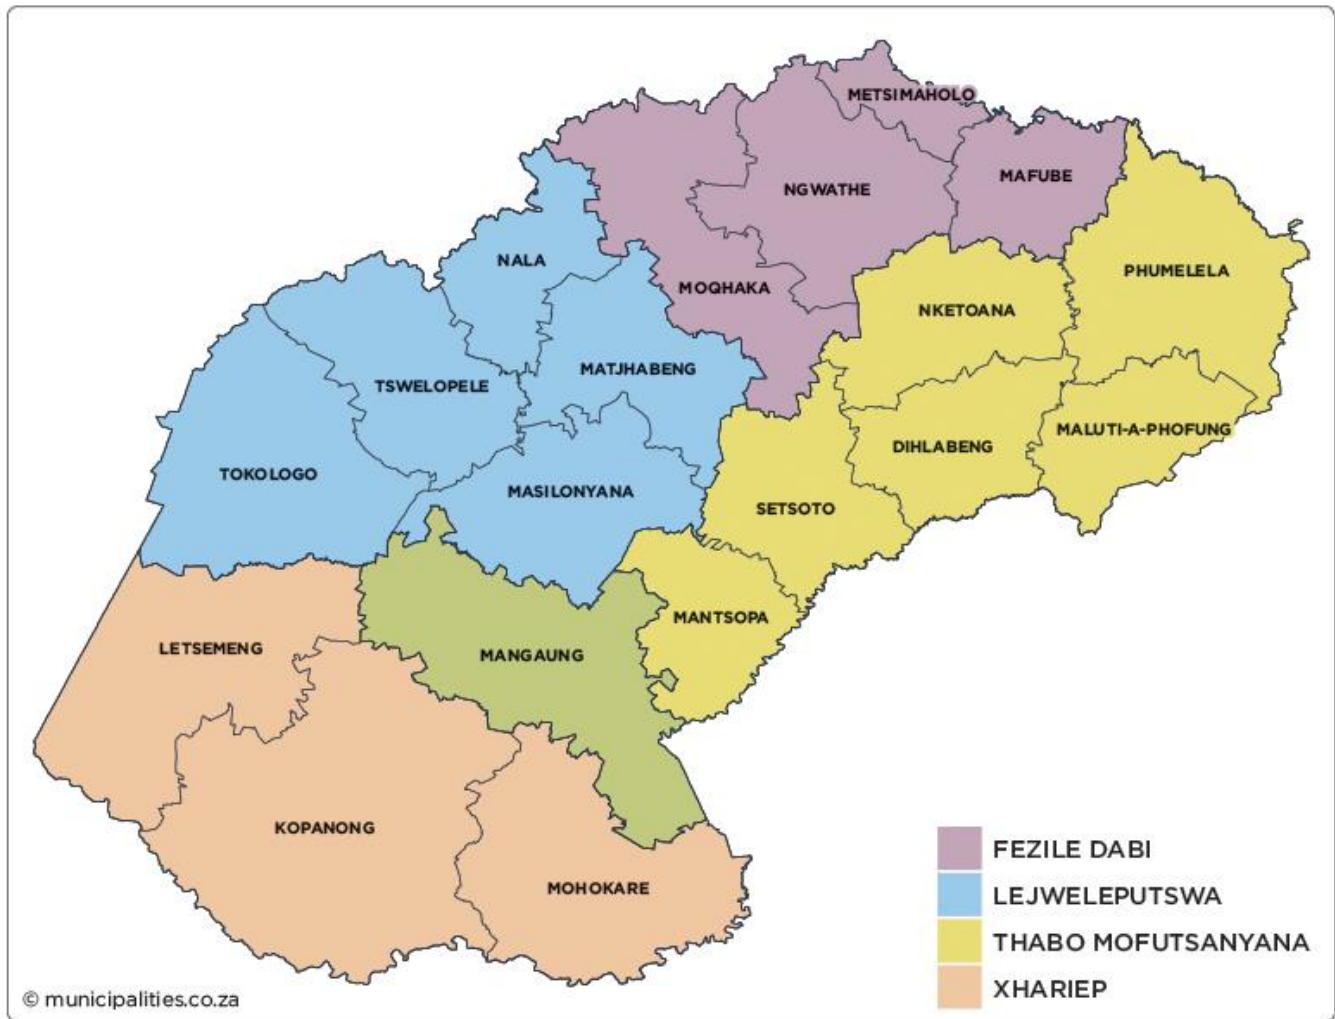 METSIMAHOLO
MAFUBE
NGWATHE
NALA
PHUMELELA
MOQHAKA
NKETOANA
MATJHABENG
TSWELOPELE
MALUTI-A-PHOFUNG
DIHLABENG
TOKOLOGO
MASILONYANA
SETSOTO
MANTSOPA
LETSEMENG
MANGAUNG
KOPANONG
MOHOKARE
FEZILE DABI
LEJWELEPUTSWA
THABO MOFUTSANYANA
XHARIEP
© municipalities.co.za